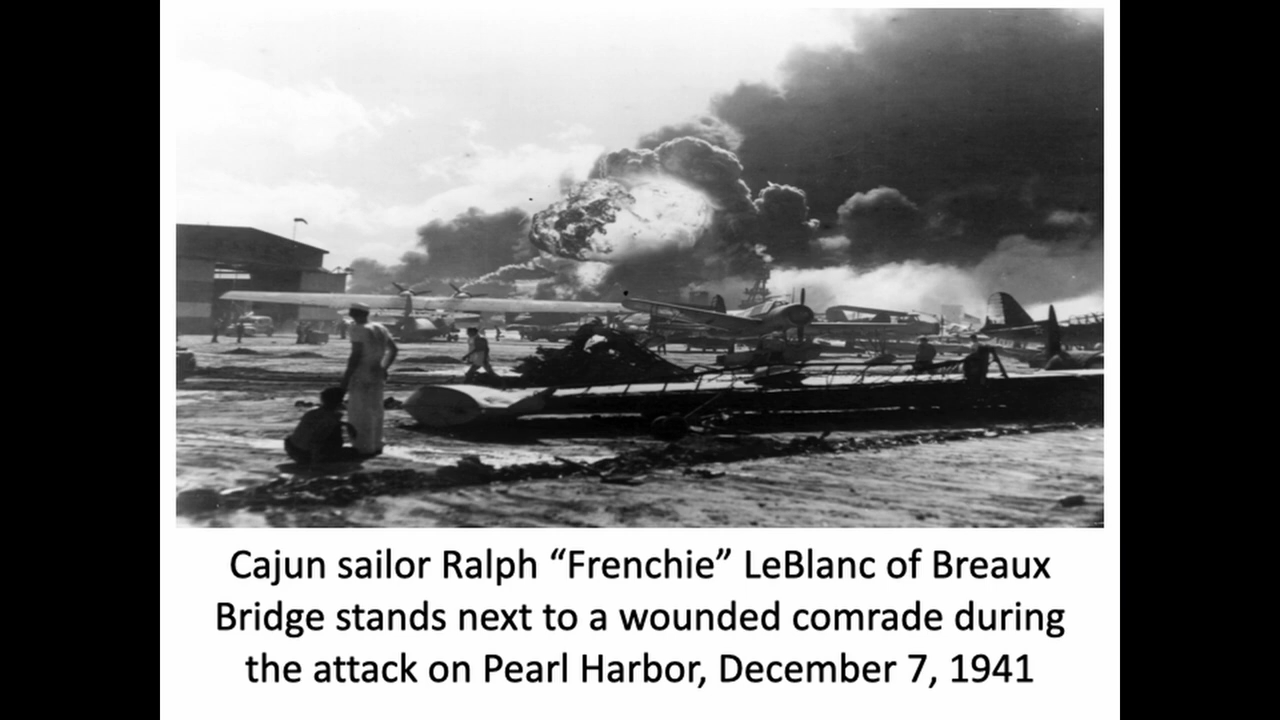 Cajun sailor Ralph “Frenchie” LeBlanc of Breaux
Bridge stands next to a wounded comrade during
the attack on Pearl Harbor, December 7, 1941